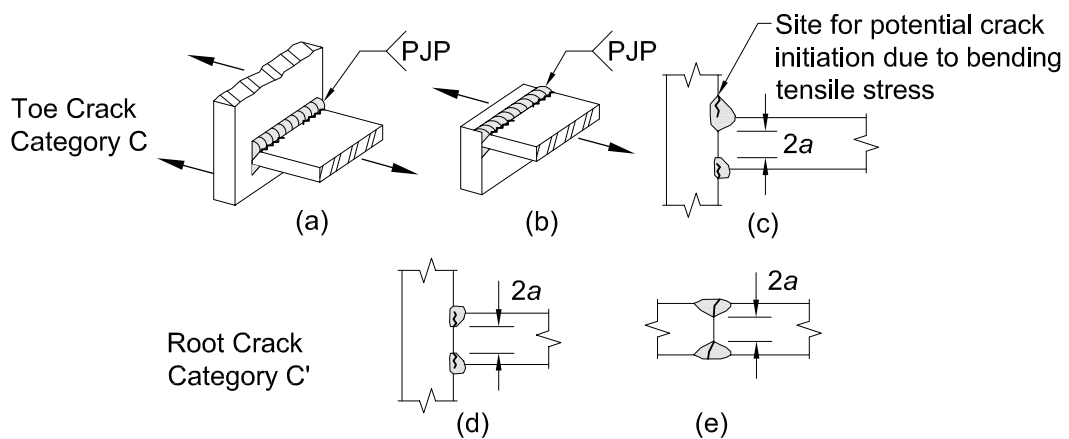 PJP
PJP
Site for potential crack
initiation due to bending
tensile stress
Toe Crack
Category C
2a
(a)
(b)
(c)
2a
2a
Root Crack
Category C'
(d)
(e)